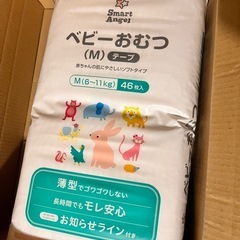 Smart
Angel
ベビーおむつ
(M) テープ
赤ちゃんの肌にやさしいソフトタイプ
M(6〜11kg) 46枚入
薄型でゴワゴワしない
長時間でもモレ安心
お知らせライン付き